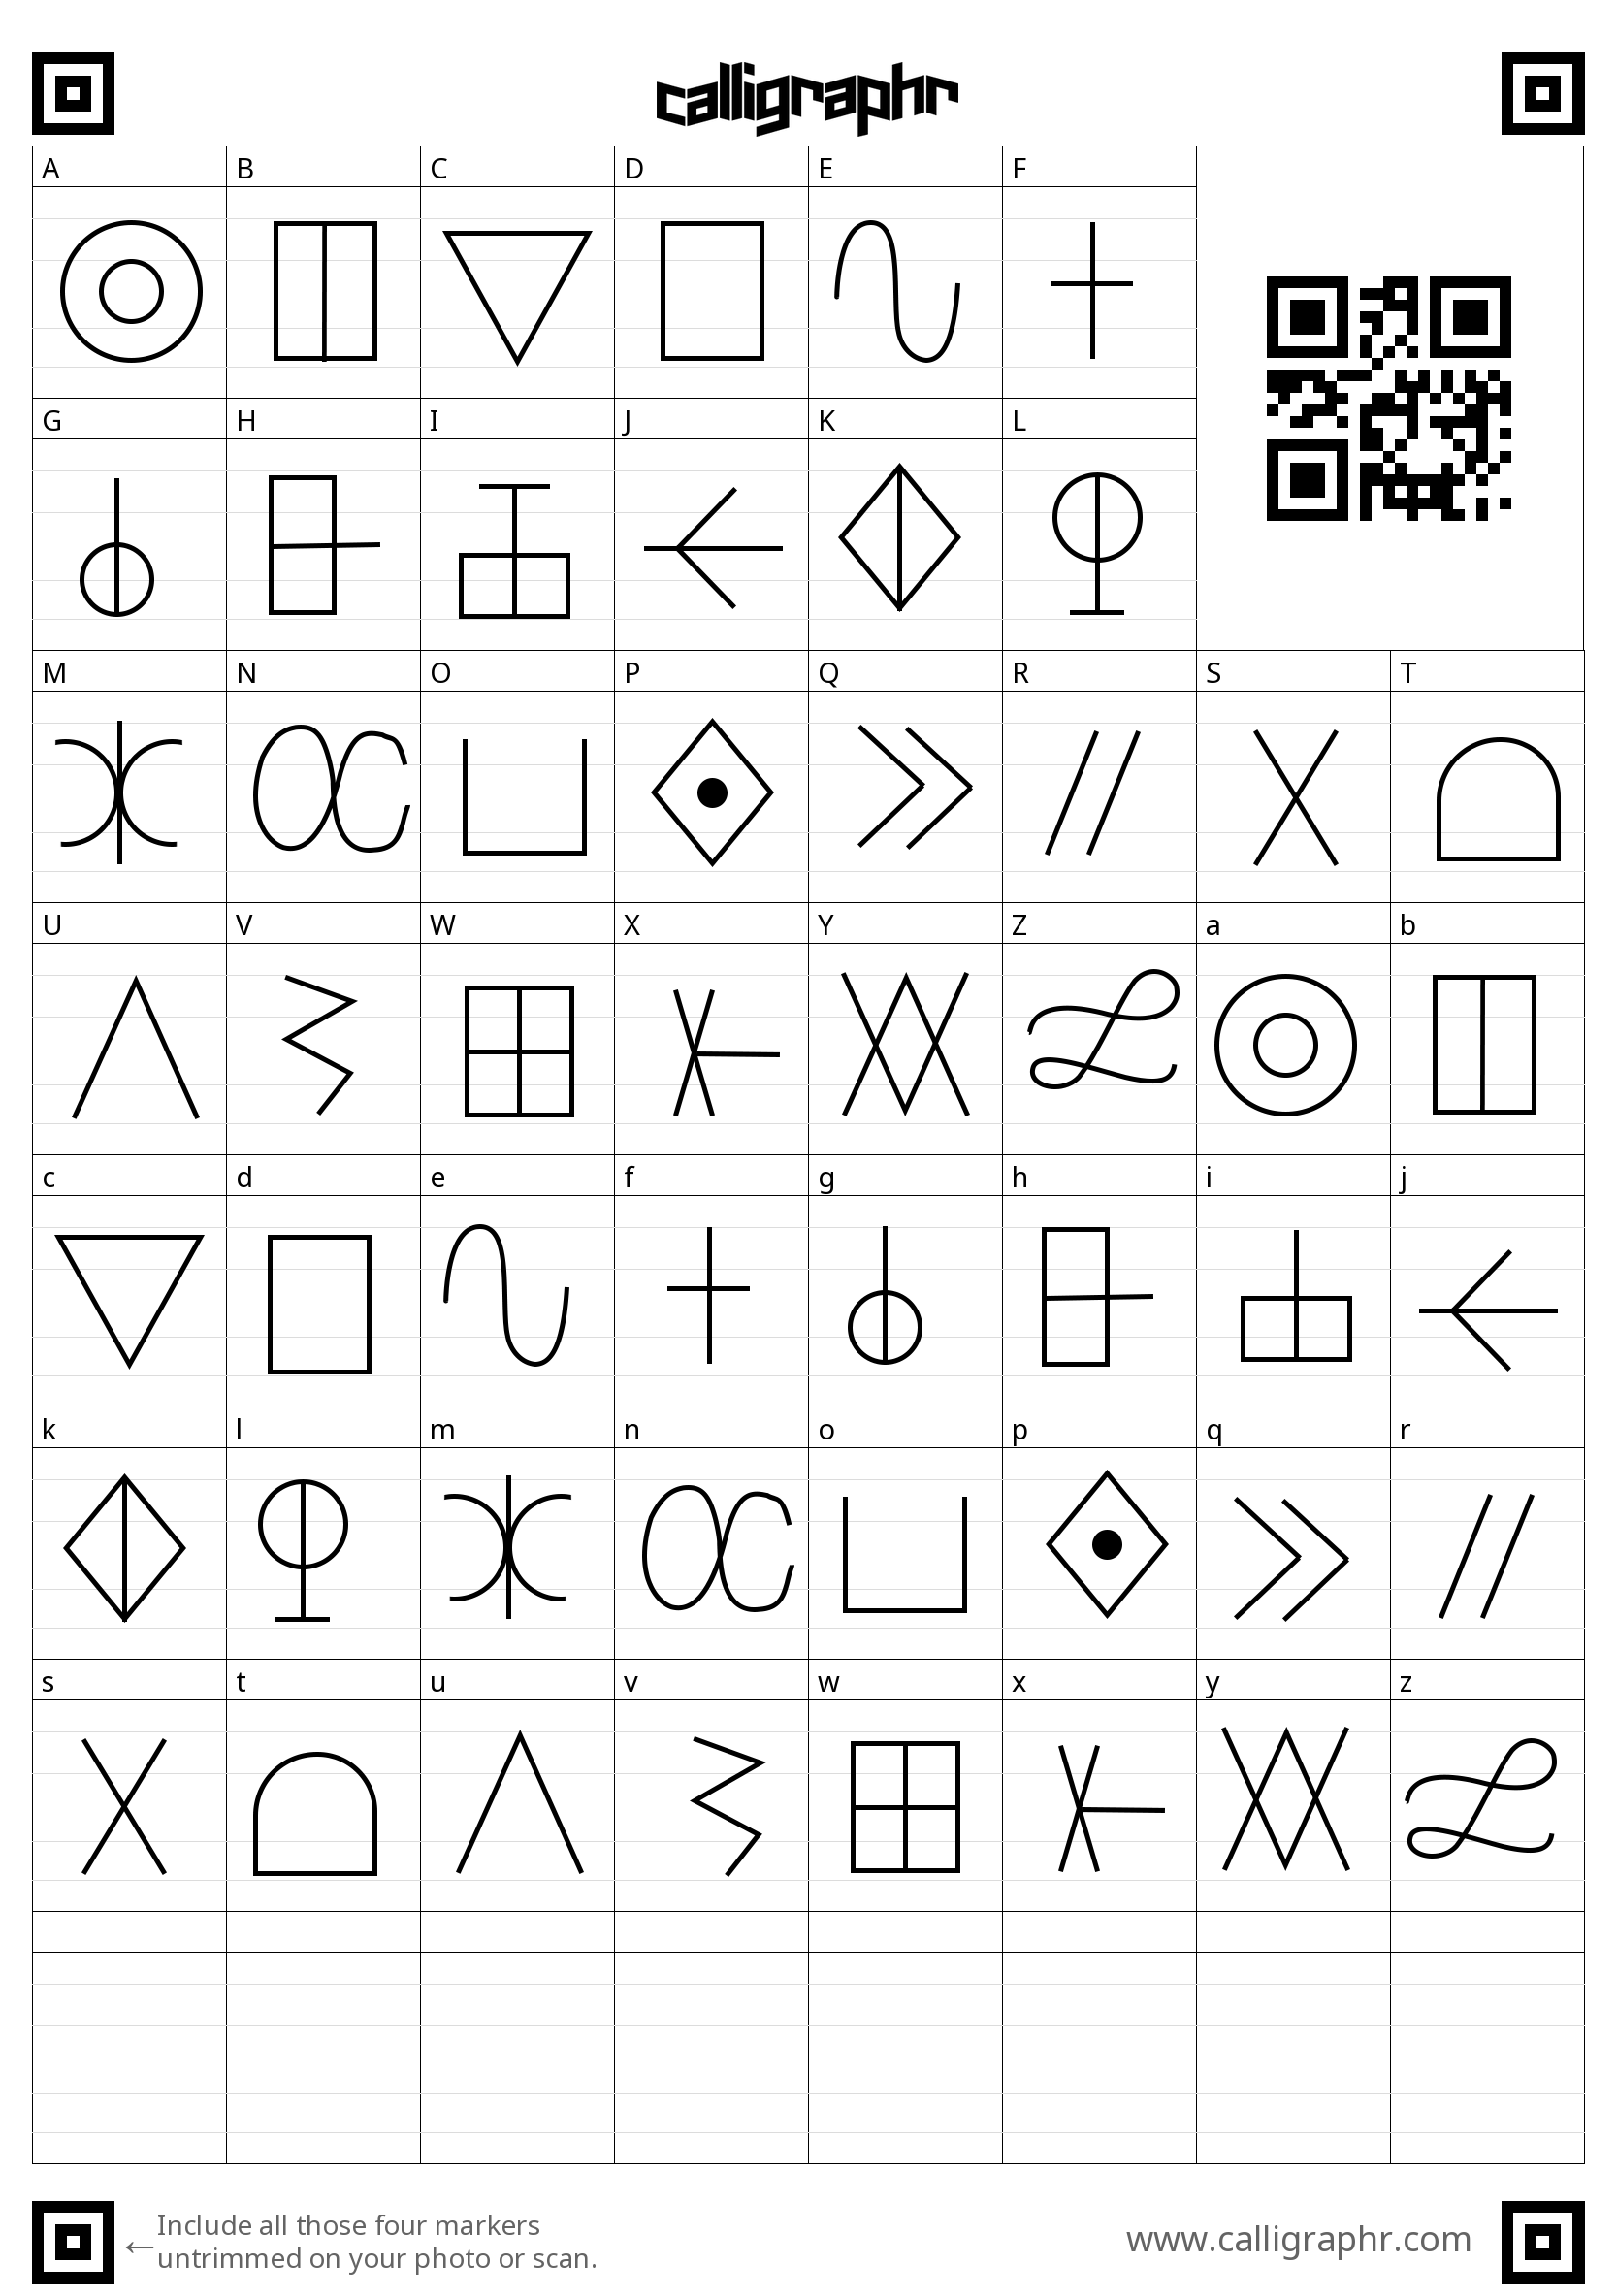 calligraphr
A B C D E F
G H I J K L
M N O P Q R S T
U V W X Y Z a b
c d e f g h i j
k l m n o p q r
s t u v w x y z
←Include all those four markers
untrimmed on your photo or scan.
www.calligraphr.com